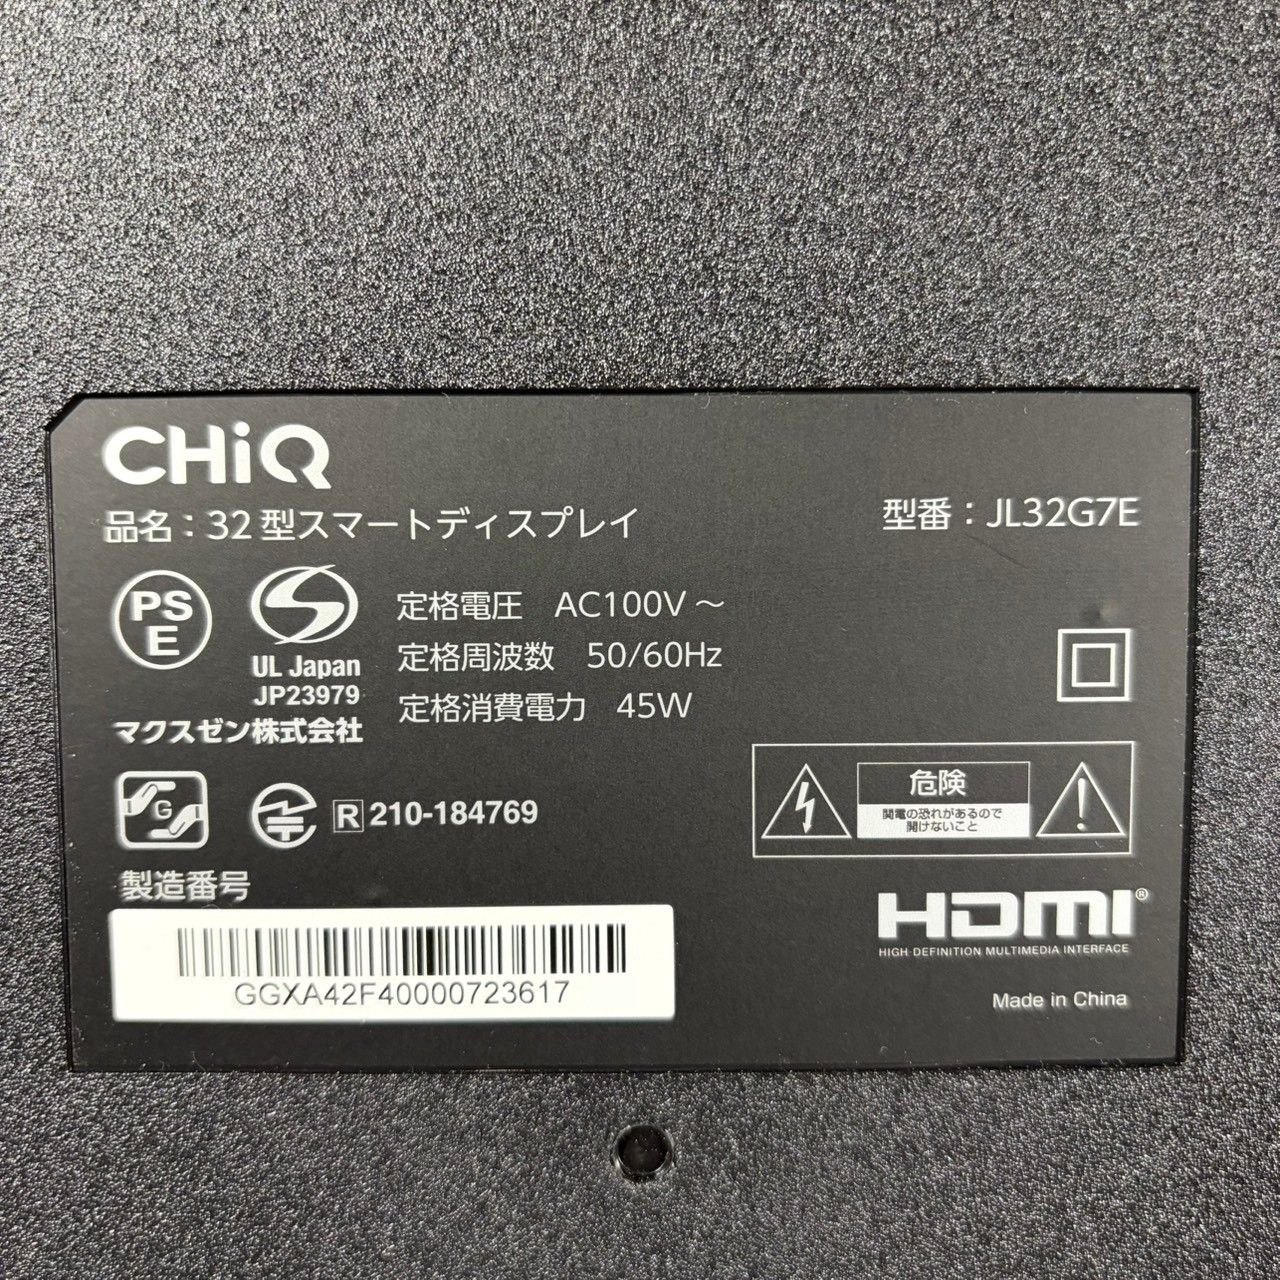 CHiQ
品名：32型スマートディスプレイ
型番：JL32G7E
PS
E
UL Japan
JP23979
マクスゼン株式会社
定格電圧 AC100V～
定格周波数 50/60Hz
定格消費電力 45W
I G
R 210-184769
危険
関電の恐れがあるので
開けないこと
製造番号
GGXA42F40000723617
HDMI®
HIGH-DEFINITION MULTIMEDIA INTERFACE
Made in China